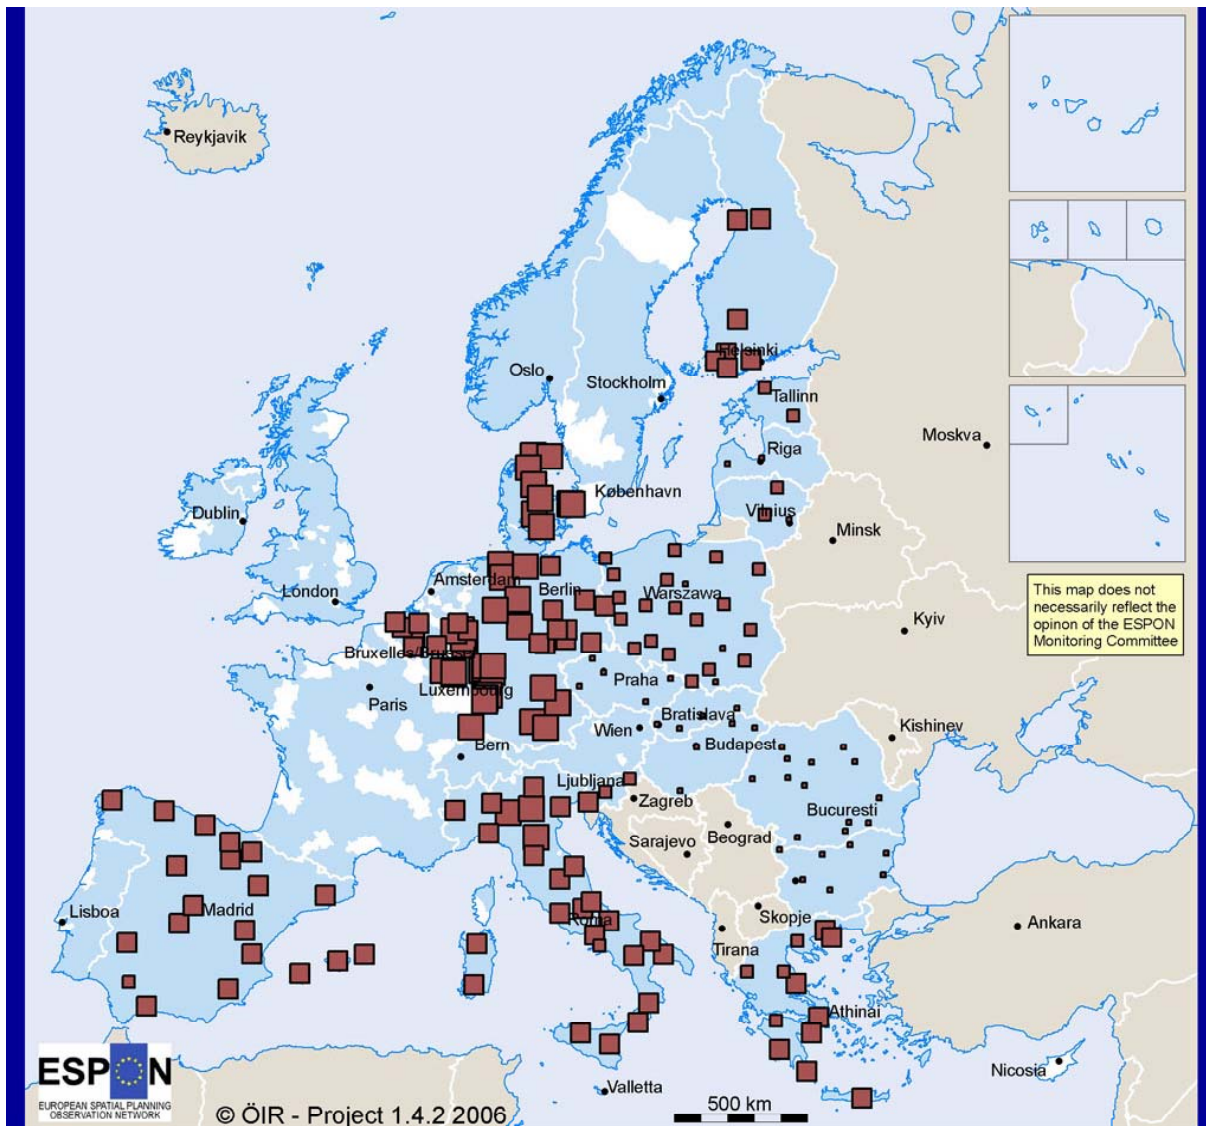 Reykjavik
Oslo
Helsinki
Stockholm
Tallinn
Moskva
Riga
København
Vilnius
Dublin
Minsk
Amsterdam
London
Berlin
Warszawa
This map does not
necessarily reflect the
opinon of the ESPON
Monitoring Committee
Kyiv
Bruxelles/Brussel
Luxembourg
Praha
Paris
Bratislava
Wien
Kishinev
Bern
Budapest
Ljubljana
Zagreb
Bucuresti
Beograd
Sarajevo
Lisboa
Madrid
Roma
Skopje
Ankara
Tirana
Athinai
Nicosia
ESPON
EUROPEAN SPATIAL PLANNING
OBSERVATION NETWORK
Valletta
© ÖIR - Project 1.4.2 2006
500 km